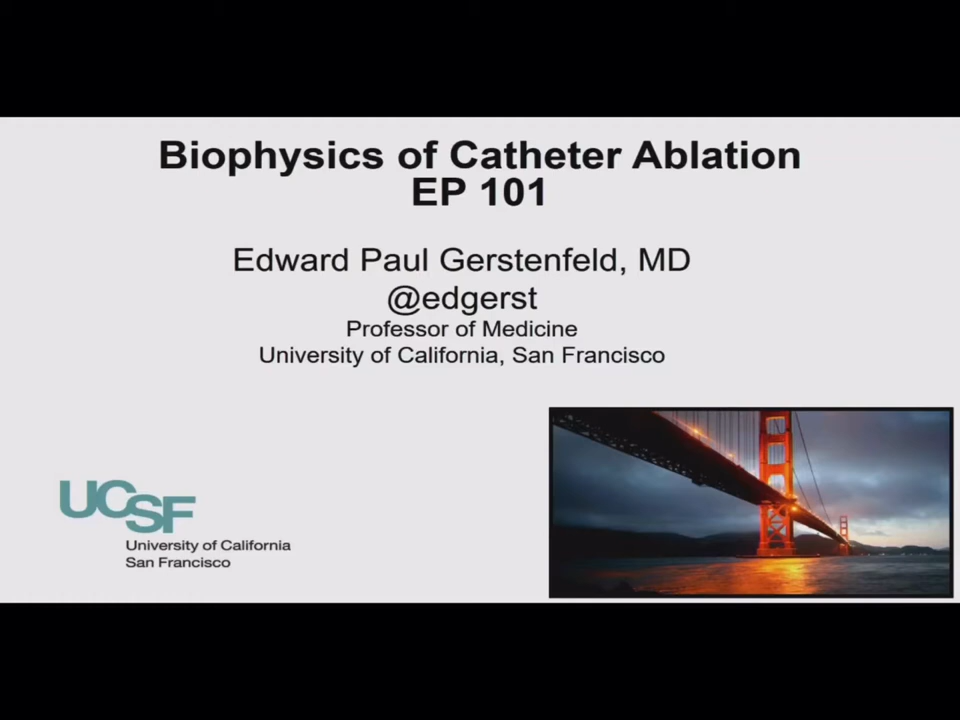 Biophysics of Catheter Ablation
EP 101
Edward Paul Gerstenfeld, MD
@edgerst
Professor of Medicine
University of California, San Francisco
UCSF
University of California
San Francisco